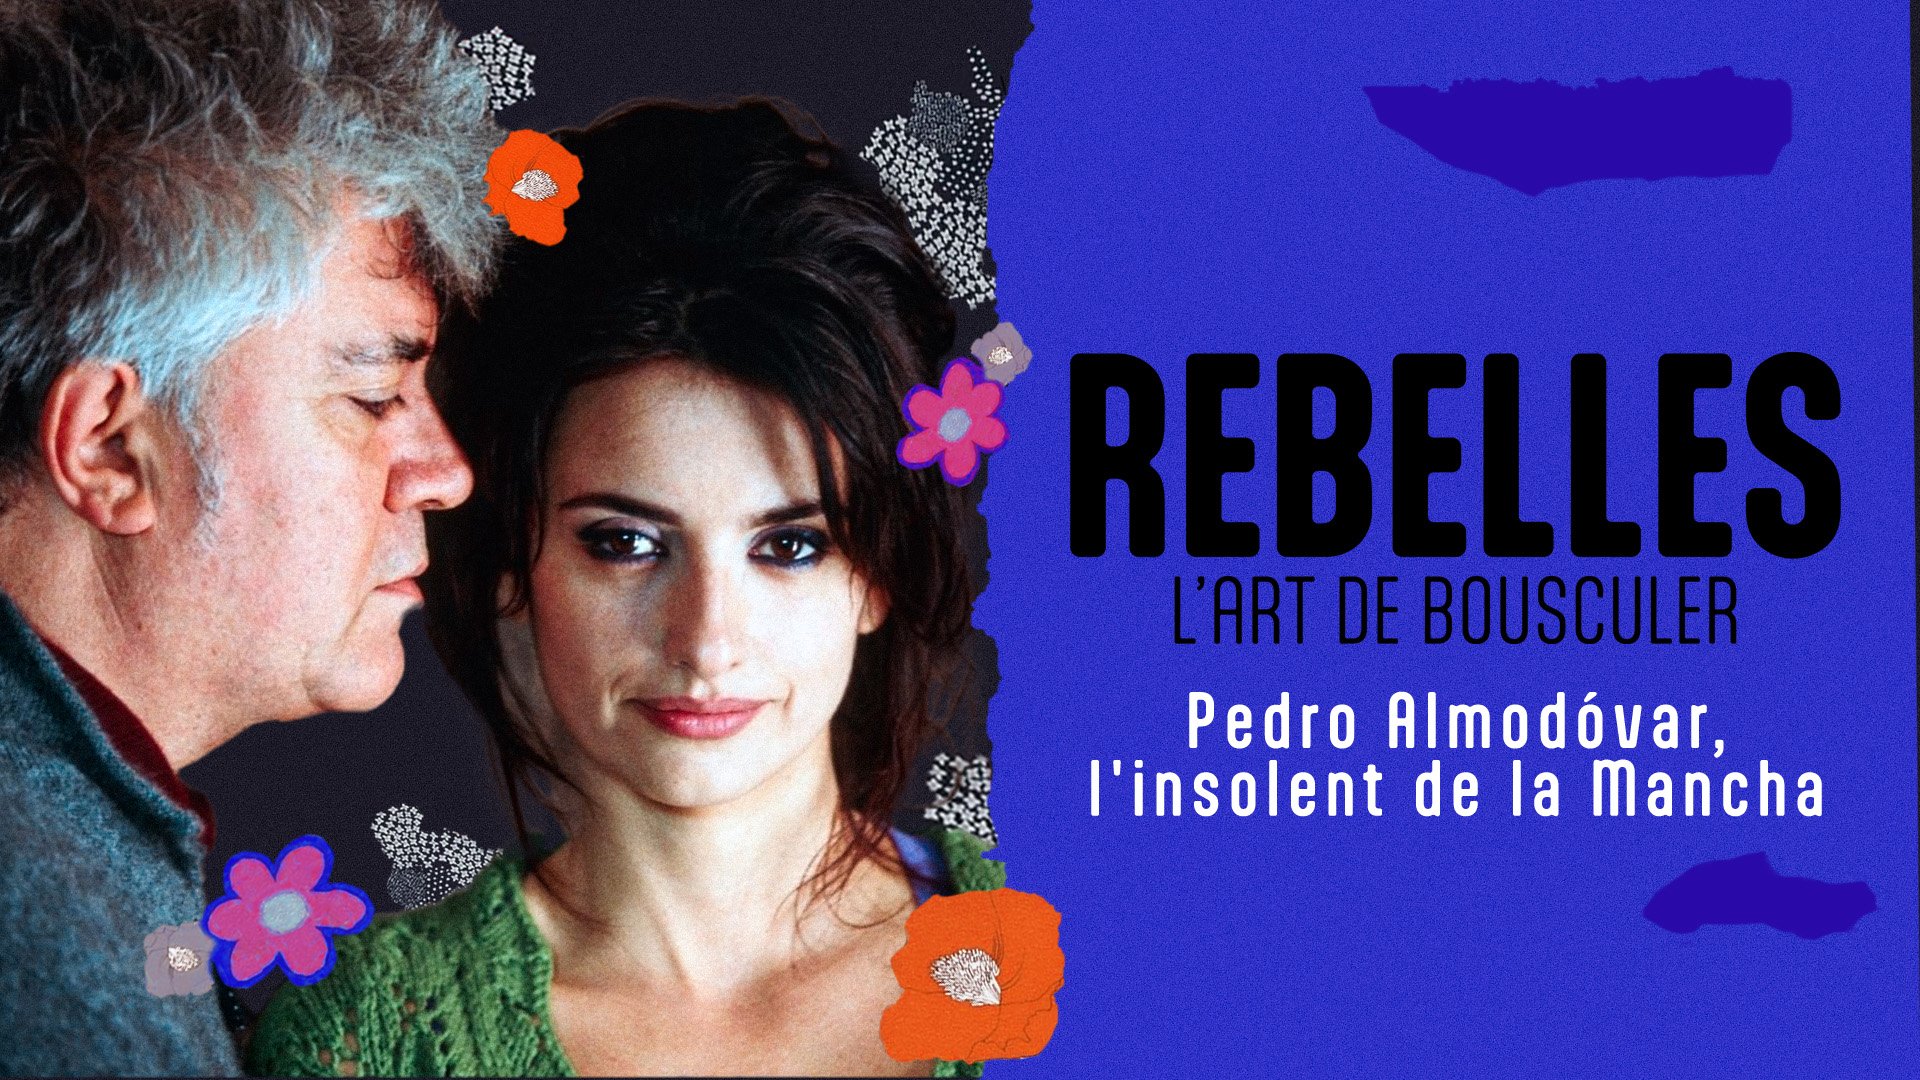 REBELLES
L'ART DE BOUSCULER
Pedro Almodóvar,
l'insolent de la Mancha